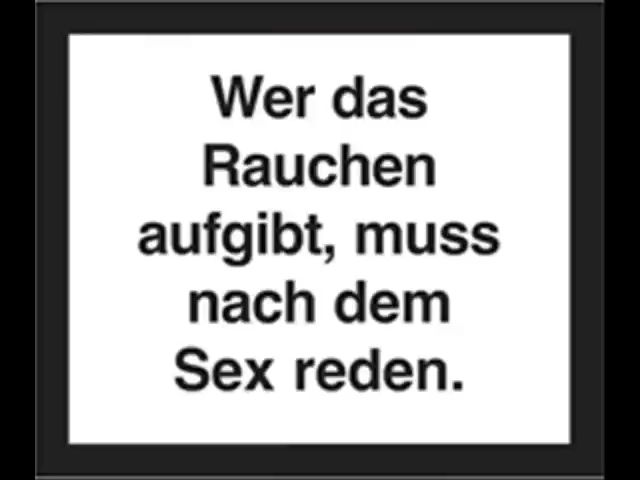 Wer das
Rauchen
aufgibt, muss
nach dem
Sex reden.